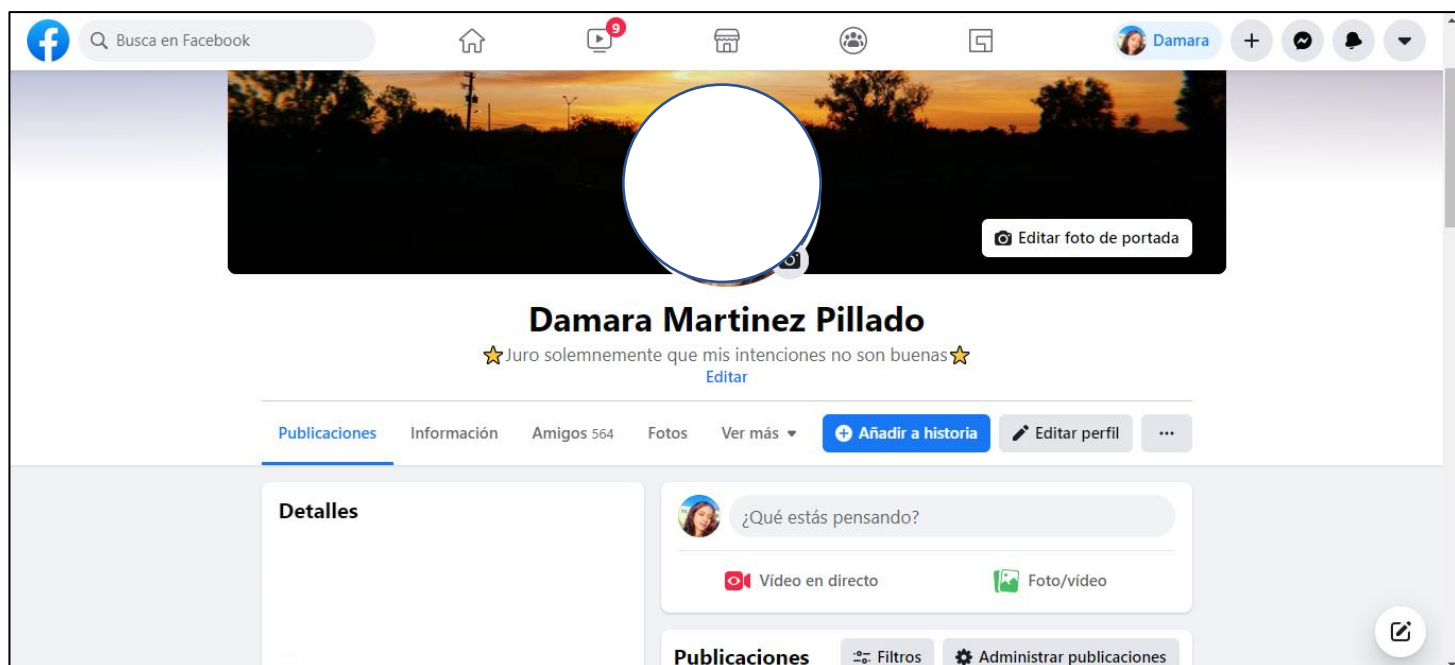 Busca en Facebook
9
Damara
Editar foto de portada
Damara Martinez Pillado
⭐Juro solemnemente que mis intenciones no son buenas⭐
Editar
Publicaciones Información Amigos 564 Fotos Ver más Añadir a historia Editar perfil ...
Detalles
¿Qué estás pensando?
Vídeo en directo Foto/vídeo
Publicaciones Filtros Administrar publicaciones